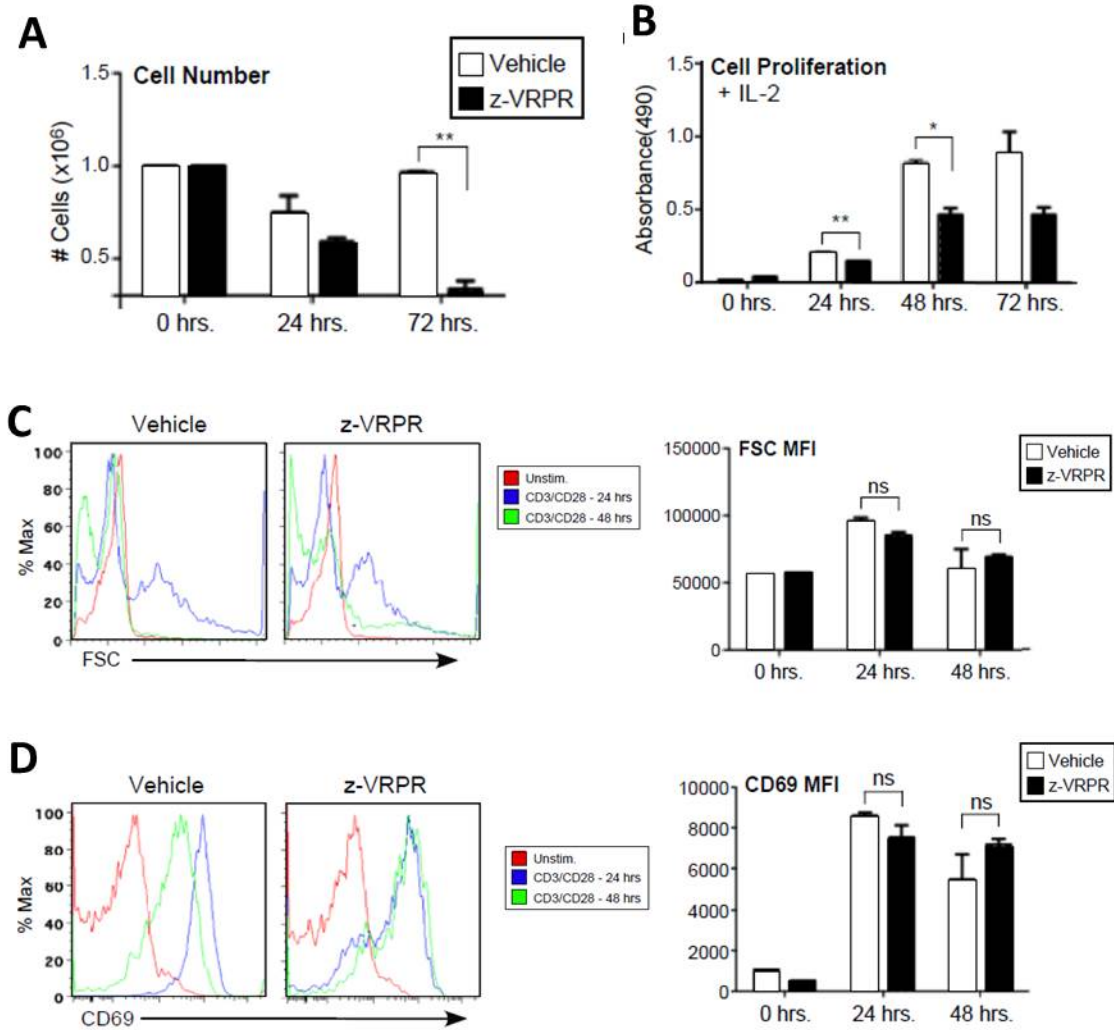 A
Cell Number
Vehicle
z-VRPR
# Cells (x10⁶)
1.5
1.0
0.5
**
0 hrs.
24 hrs.
72 hrs.
B
Cell Proliferation
+ IL-2
Absorbance(490)
1.5
1.0
0.5
0
**
*
0 hrs.
24 hrs.
48 hrs.
72 hrs.
C
Vehicle
z-VRPR
% Max
100
80
60
40
20
0
FSC
Unstim.
CD3/CD28 - 24 hrs
CD3/CD28 - 48 hrs
FSC MFI
Vehicle
z-VRPR
150000
100000
50000
0
ns
ns
0 hrs.
24 hrs.
48 hrs.
D
Vehicle
z-VRPR
% Max
100
80
60
40
20
0
CD69
Unstim.
CD3/CD28 - 24 hrs
CD3/CD28 - 48 hrs
CD69 MFI
Vehicle
z-VRPR
10000
8000
6000
4000
2000
0
ns
ns
0 hrs.
24 hrs.
48 hrs.